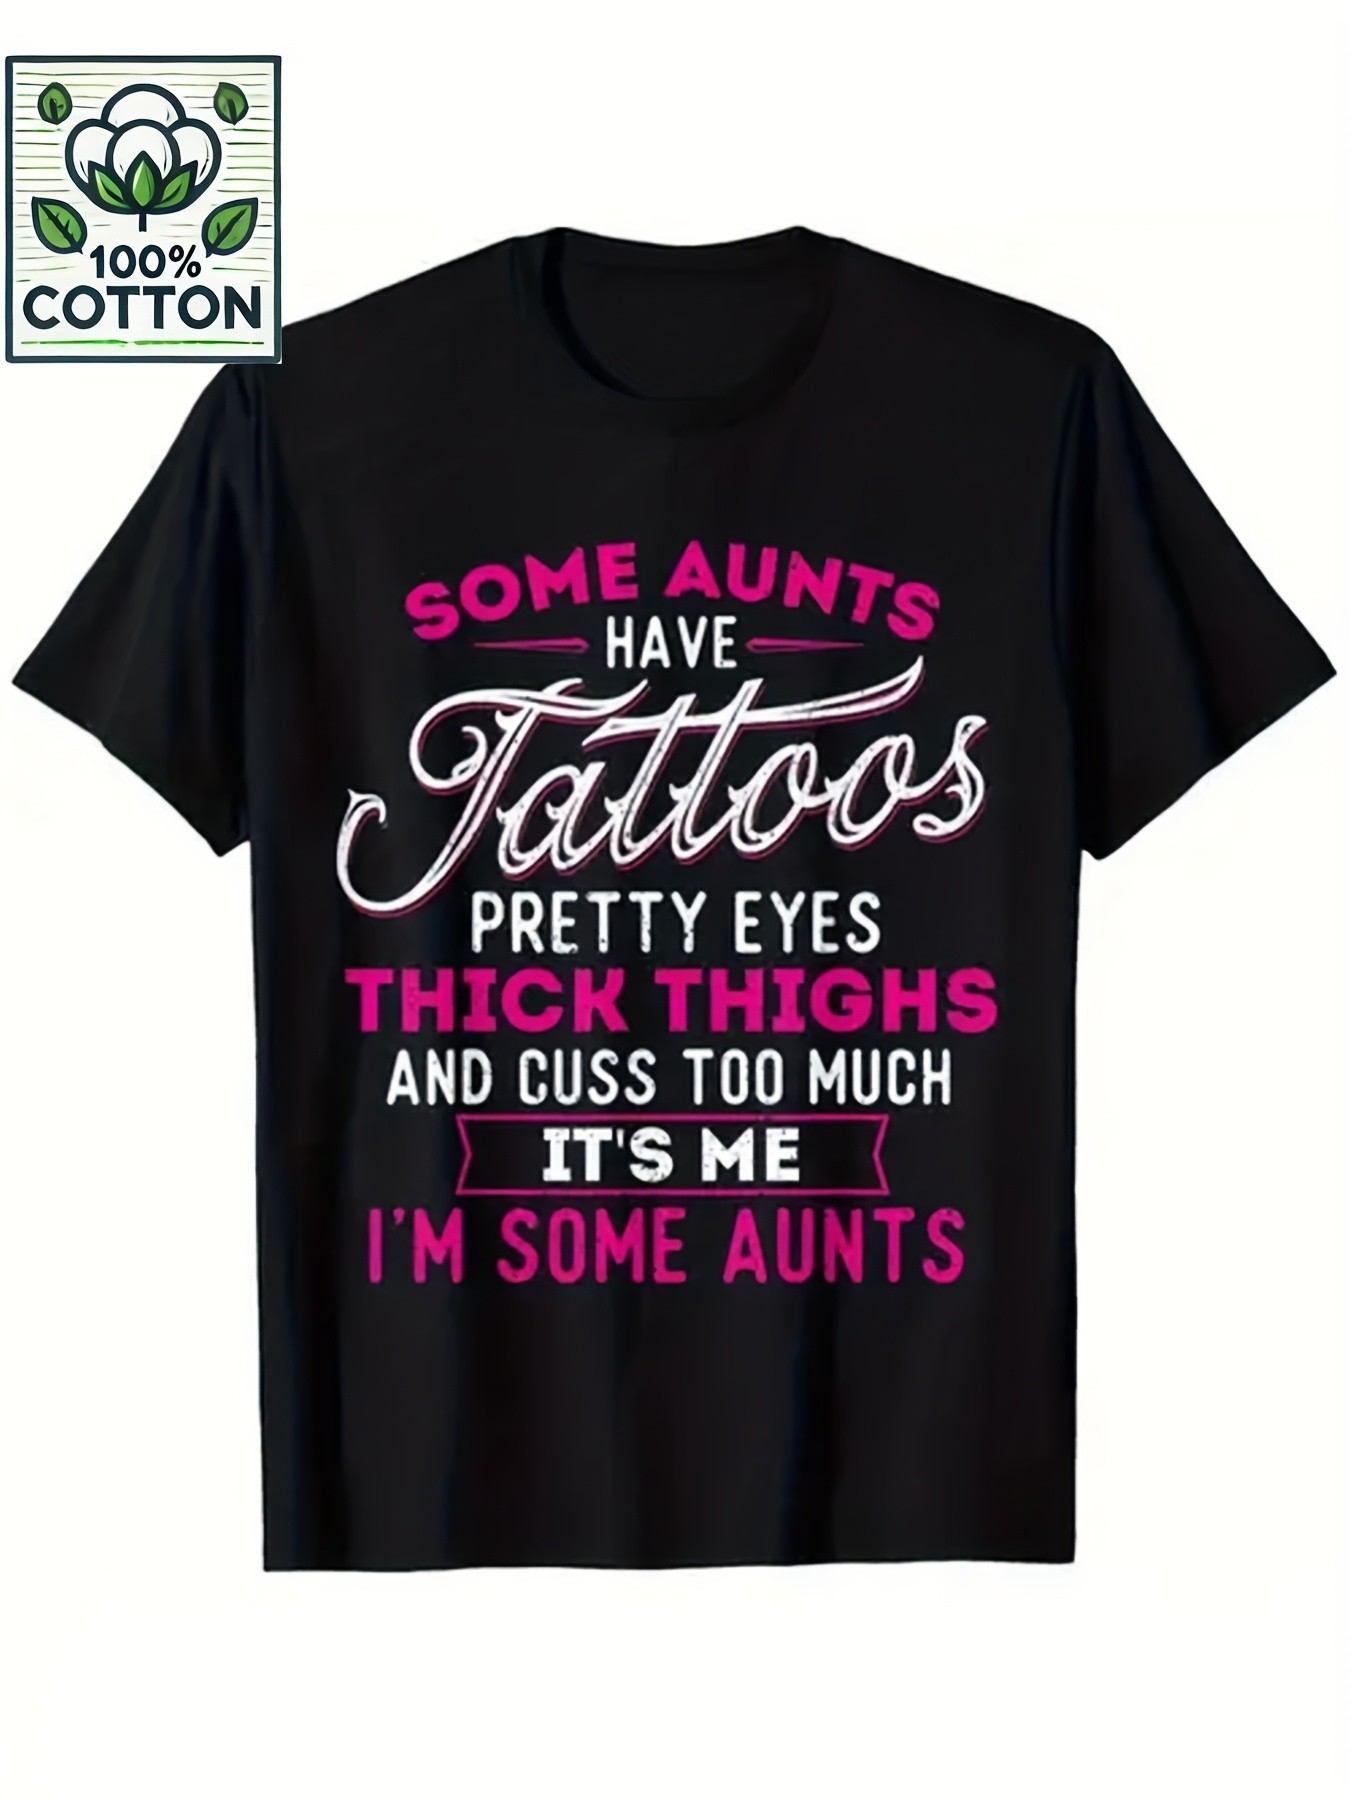 100%
COTTON
SOME AUNTS
HAVE
Tattoos
PRETTY EYES
THICK THIGHS
AND CUSS TOO MUCH
IT'S ME
I'M SOME AUNTS